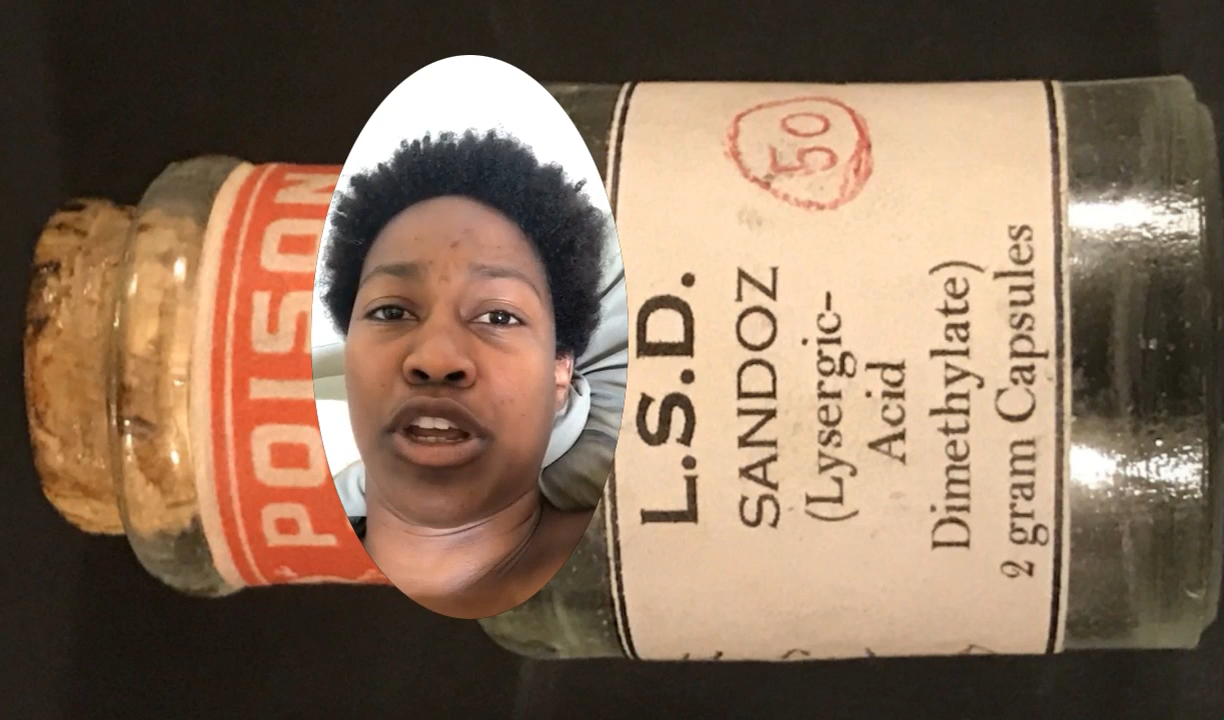 POISON
50
L.S.D.
SANDOZ
(Lysergic-
Acid
Dimethylate)
2 gram Capsules